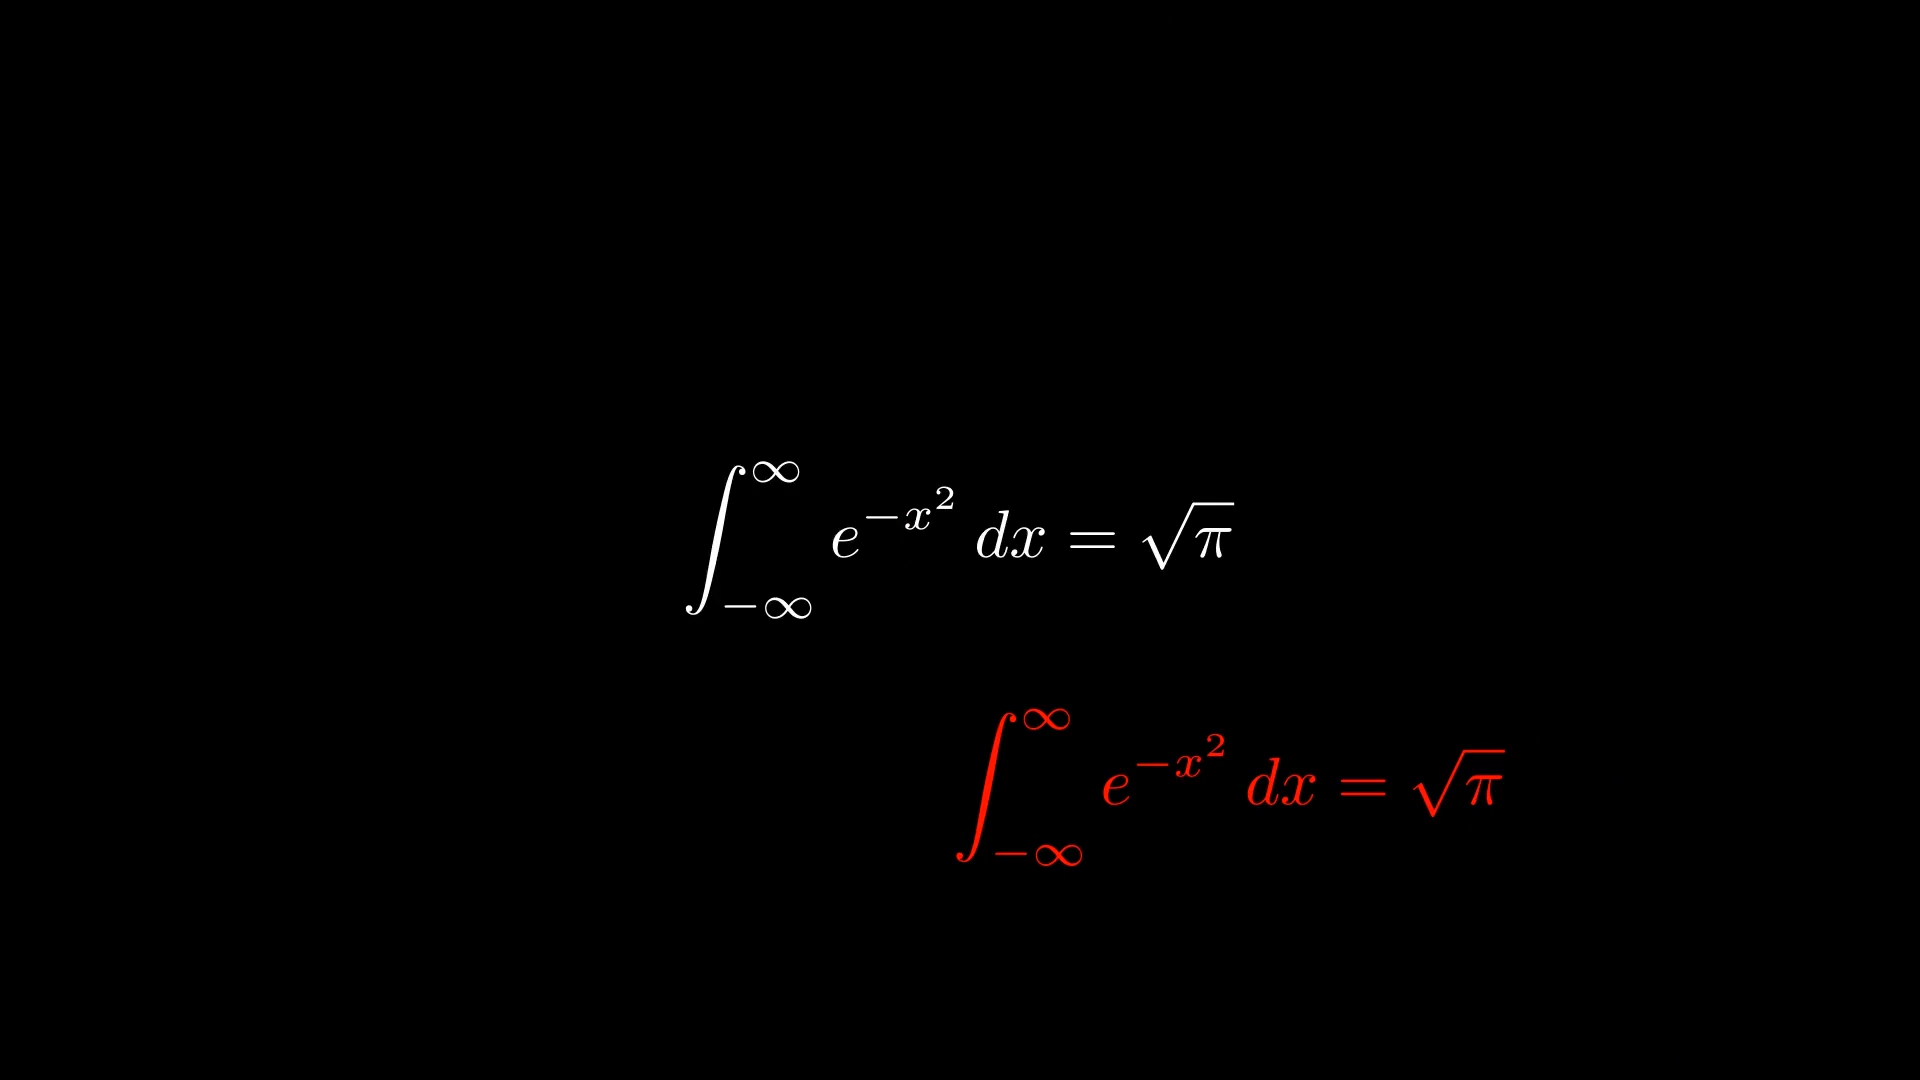 ∫_{-∞}^{∞} e^{-x^2} dx = √π
∫_{-∞}^{∞} e^{-x^2} dx = √π